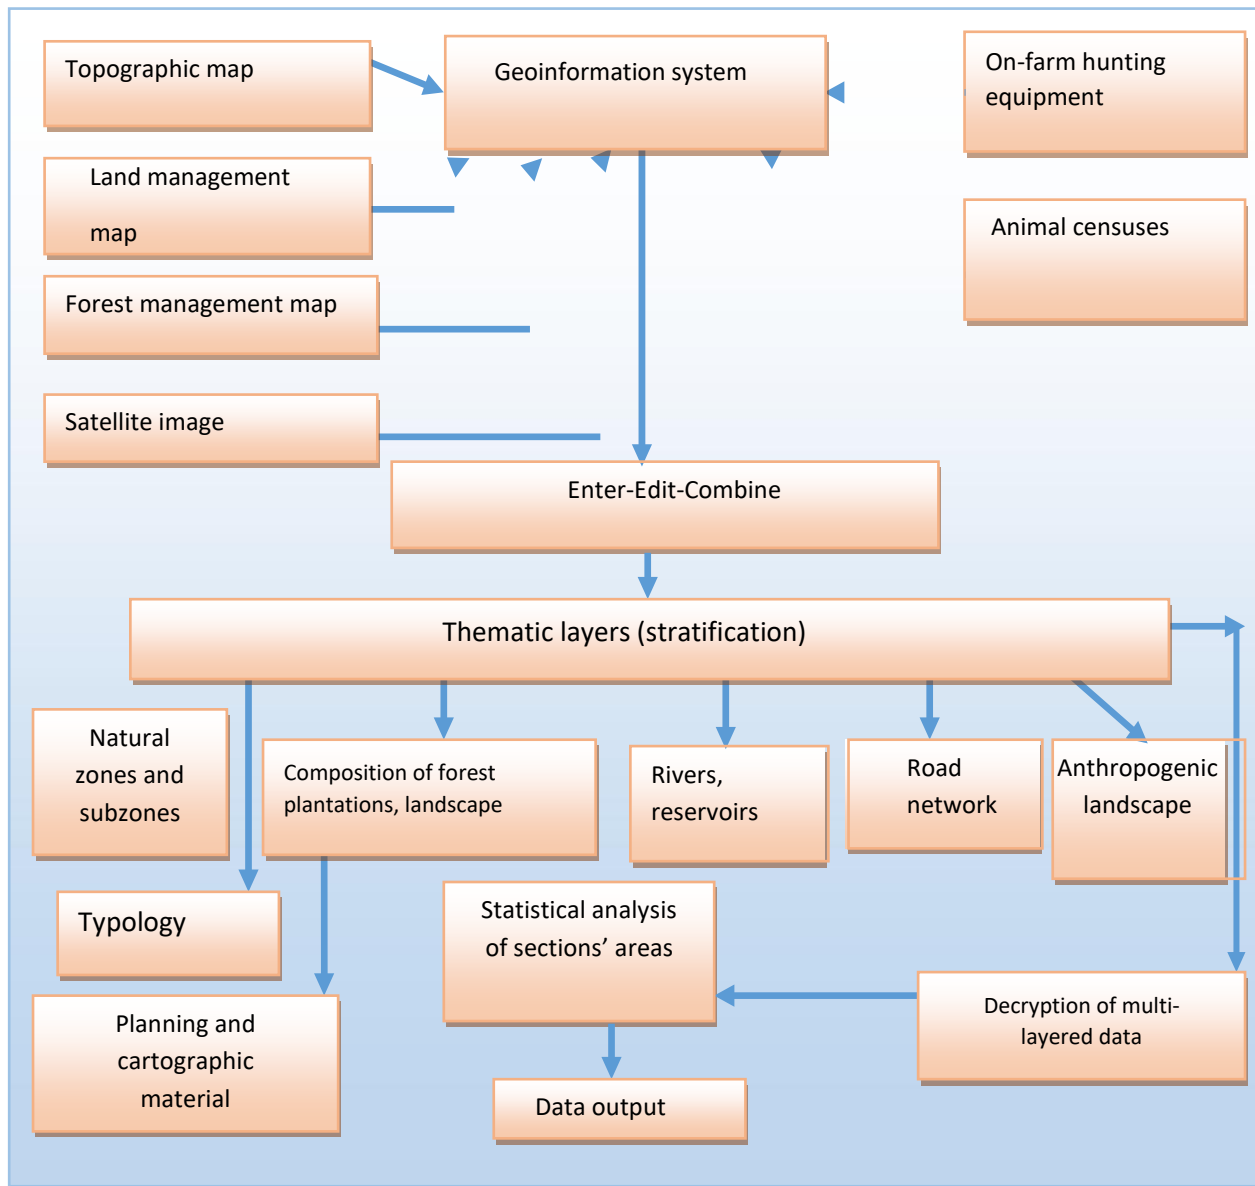 Topographic map
Geoinformation system
On-farm hunting
equipment
Land management
map
Animal censuses
Forest management map
Satellite image
Enter-Edit-Combine
Thematic layers (stratification)
Natural
zones and
subzones
Composition of forest
plantations, landscape
Rivers,
reservoirs
Road
network
Anthropogenic
landscape
Typology
Statistical analysis
of sections’ areas
Planning and
cartographic
material
Decryption of multi-
layered data
Data output